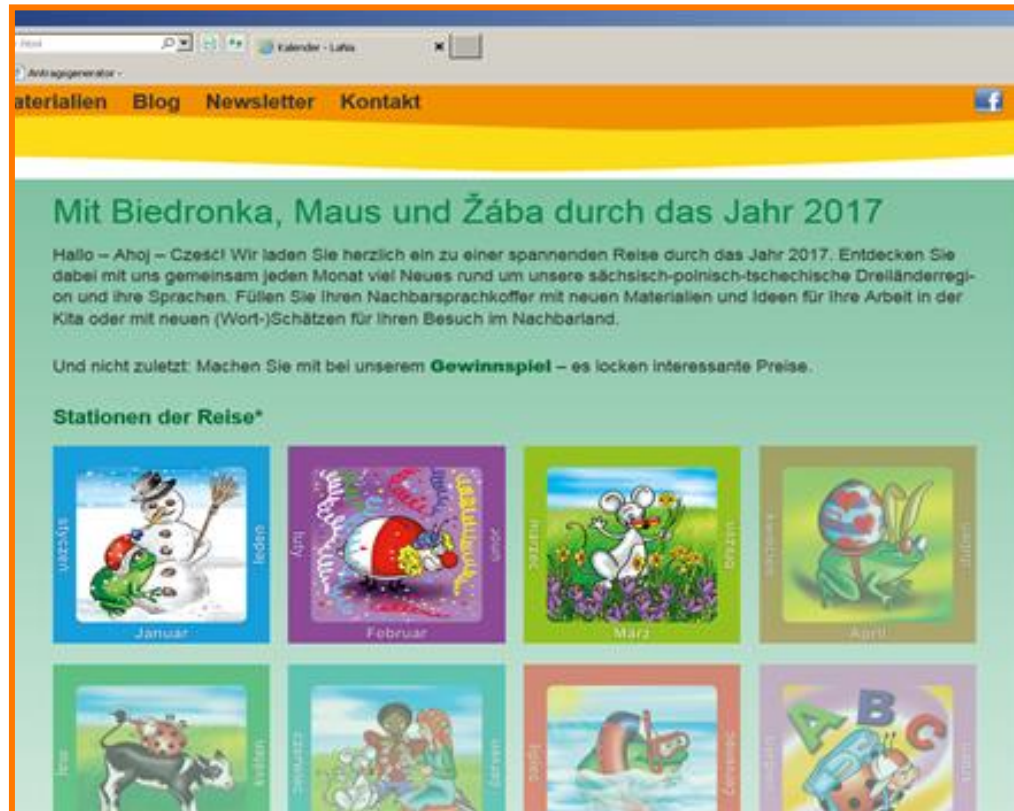 html
Kalender - LaNa
Antragsgenerator -
aterialien Blog Newsletter Kontakt
f
Mit Biedronka, Maus und Žába durch das Jahr 2017
Hallo – Ahoj – Cześć! Wir laden Sie herzlich ein zu einer spannenden Reise durch das Jahr 2017. Entdecken Sie
dabei mit uns gemeinsam jeden Monat viel Neues rund um unsere sächsisch-polnisch-tschechische Dreiländerregi-
on und ihre Sprachen. Füllen Sie Ihren Nachbarsprachkoffer mit neuen Materialien und Ideen für Ihre Arbeit in der
Kita oder mit neuen (Wort-)Schätzen für Ihren Besuch im Nachbarland.
Und nicht zuletzt: Machen Sie mit bei unserem Gewinnspiel – es locken interessante Preise.
Stationen der Reise*
styczeń
leden
Januar
luty
únor
Februar
marzec
březen
März
kwiecień
duben
April
maj
květen
czerwiec
červen
lipiec
červenec
A B C